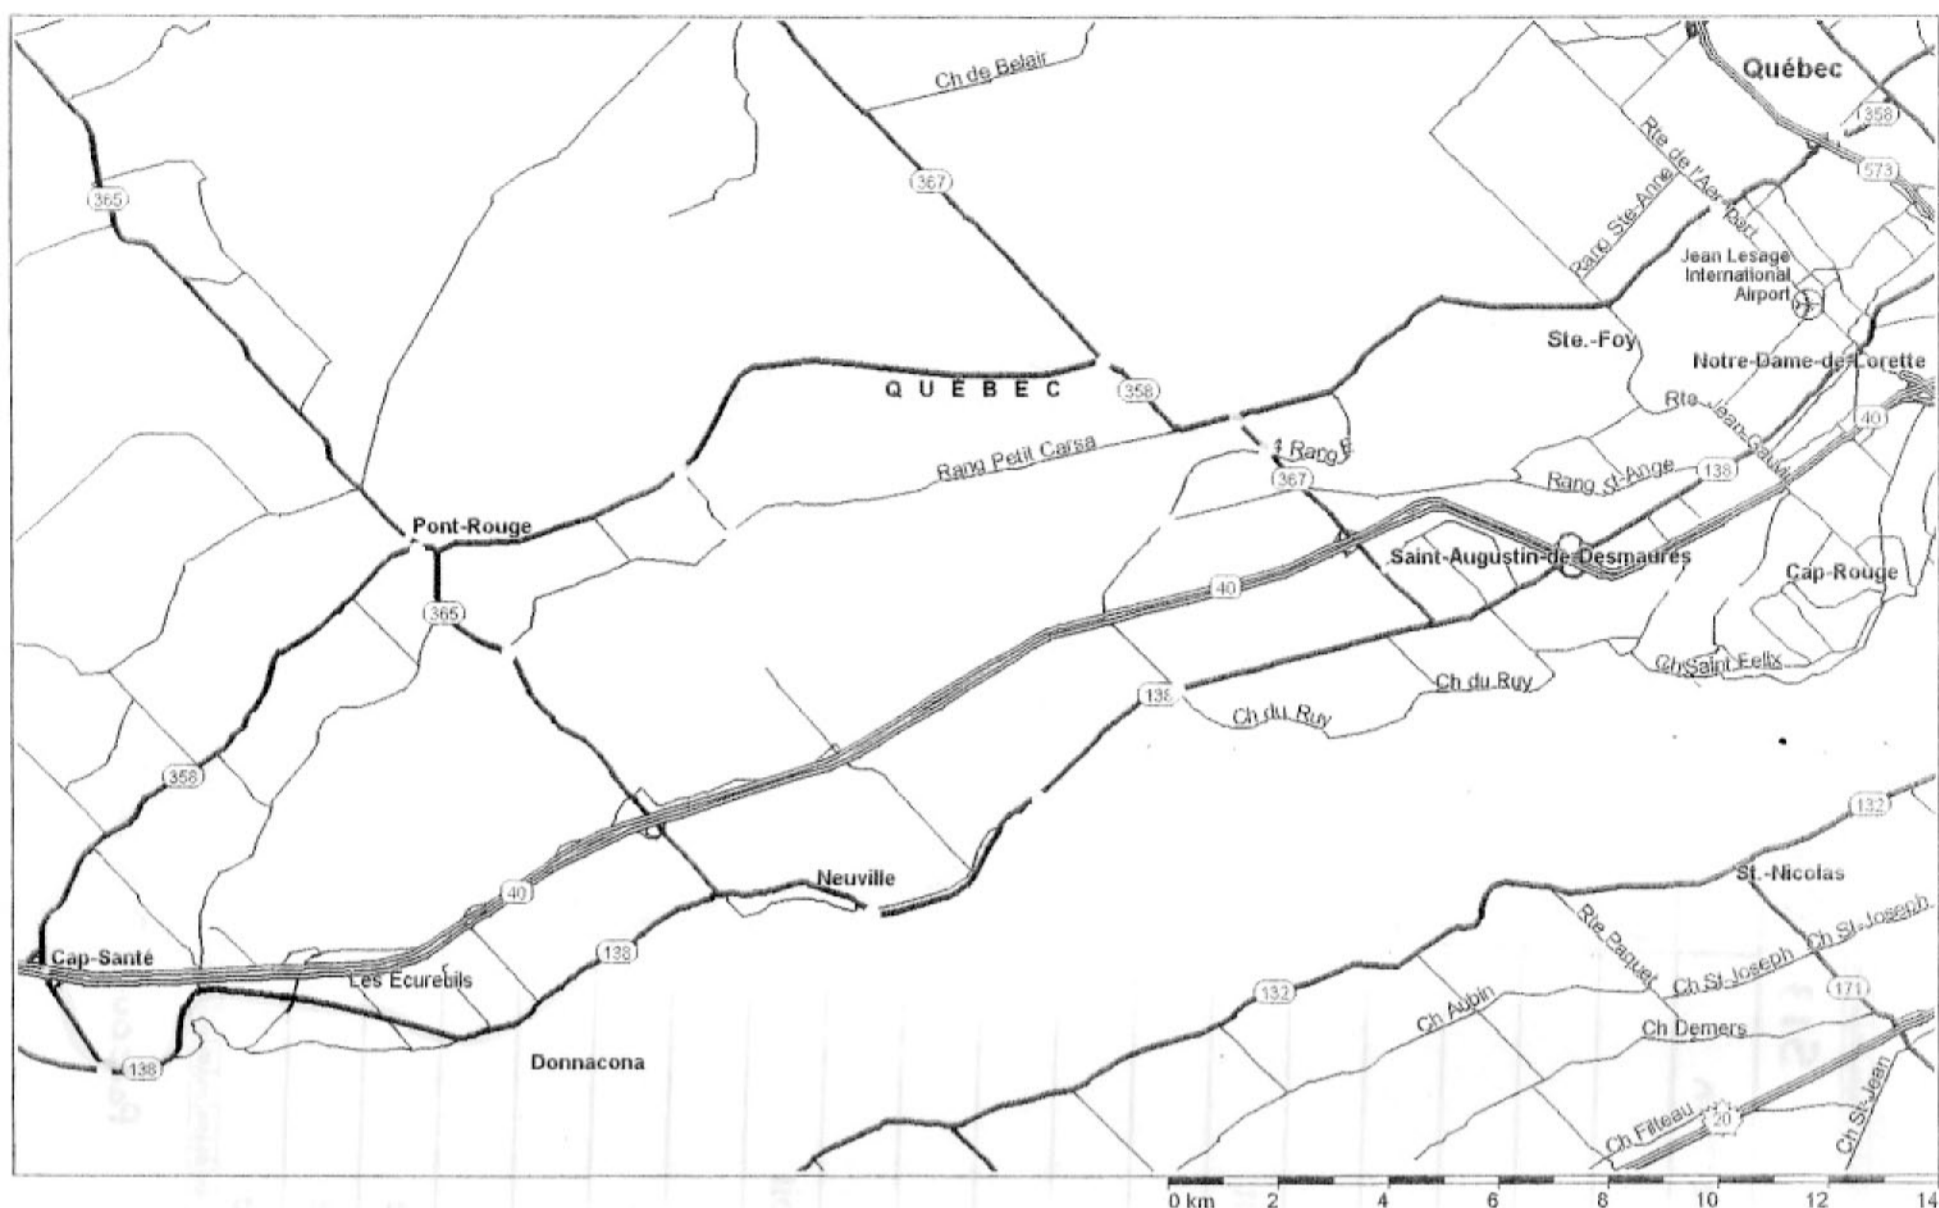 Ch de Belair
Québec
358
Rte de l'Aeroport
573
367
365
Rang Ste-Anne
Jean Lesage
International
Airport
Ste.-Foy
Notre-Dame-de-Lorette
QUÉBEC
358
Rte Jean-Gauvin
40
Rang Petit Carsa
Rang
367
Rang St-Ange
138
Pont-Rouge
Saint-Augustin-de-Desmaures
Cap-Rouge
40
365
Ch Saint Felix
Ch du Ruy
138
Ch du Ruy
358
132
Neuville
St.-Nicolas
40
Rte Paquet
Ch St-Joseph
138
Cap-Santé
Les Ecureuils
Ch St-Joseph
132
171
Ch Aubin
Ch Demers
Donnacona
138
Ch St-Jean
20
Ch Filteau
0 km 2 4 6 8 10 12 14